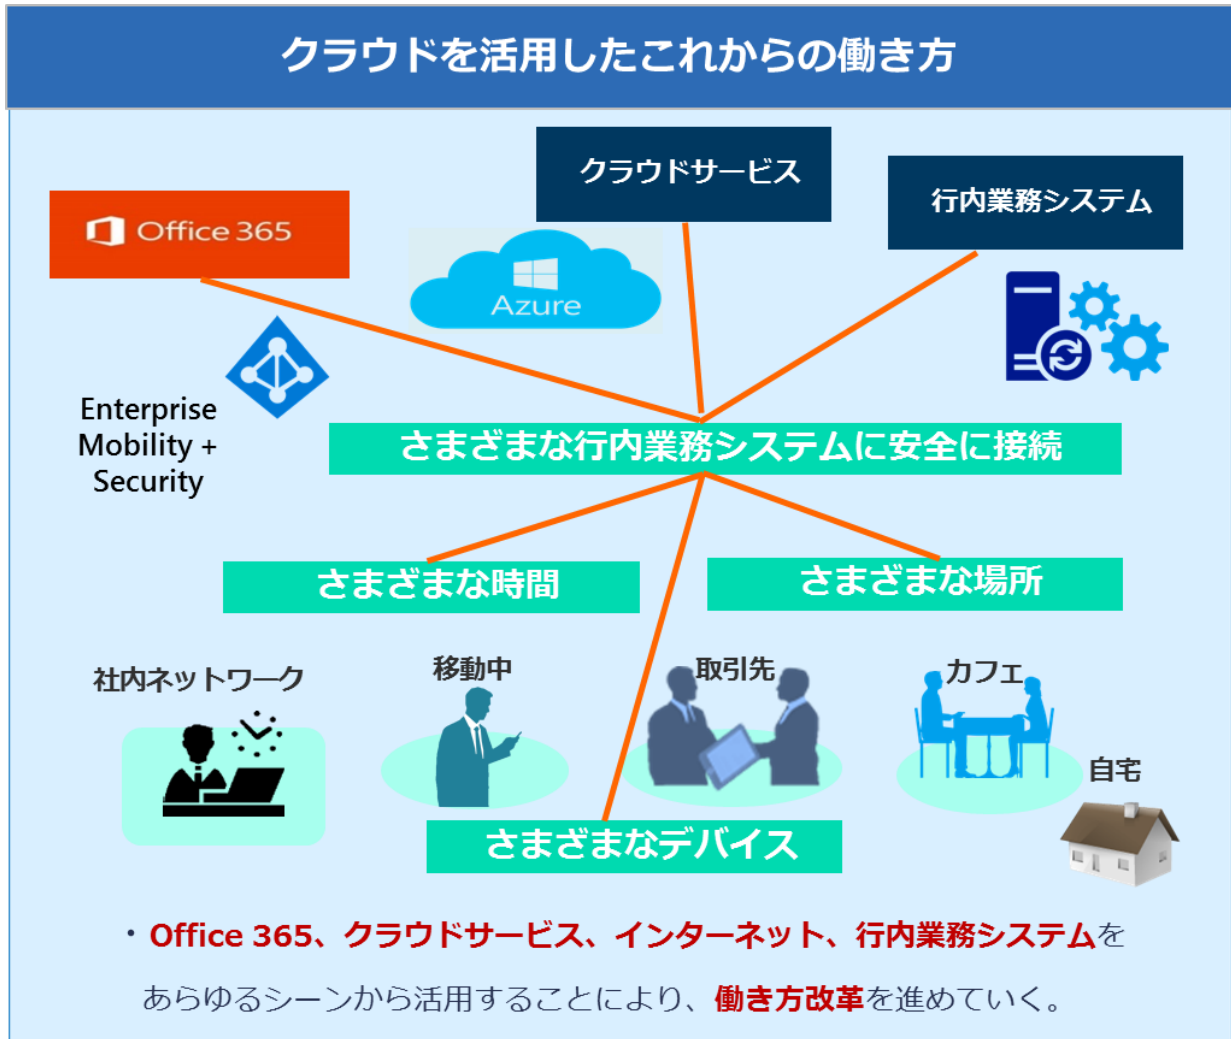 クラウドを活用したこれからの働き方
クラウドサービス
行内業務システム
Office 365
Azure
Enterprise
Mobility +
Security
さまざまな行内業務システムに安全に接続
さまざまな時間
さまざまな場所
社内ネットワーク
移動中
取引先
カフェ
自宅
さまざまなデバイス
・Office 365、クラウドサービス、インターネット、行内業務システムを
あらゆるシーンから活用することにより、働き方改革を進めていく。